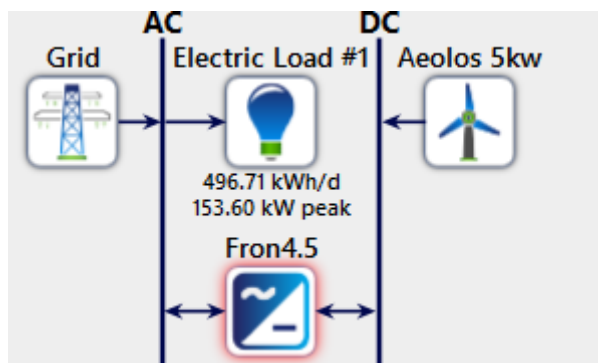 AC DC
Grid Electric Load #1 Aeolos 5kw
496.71 kWh/d
153.60 kW peak
Fron4.5